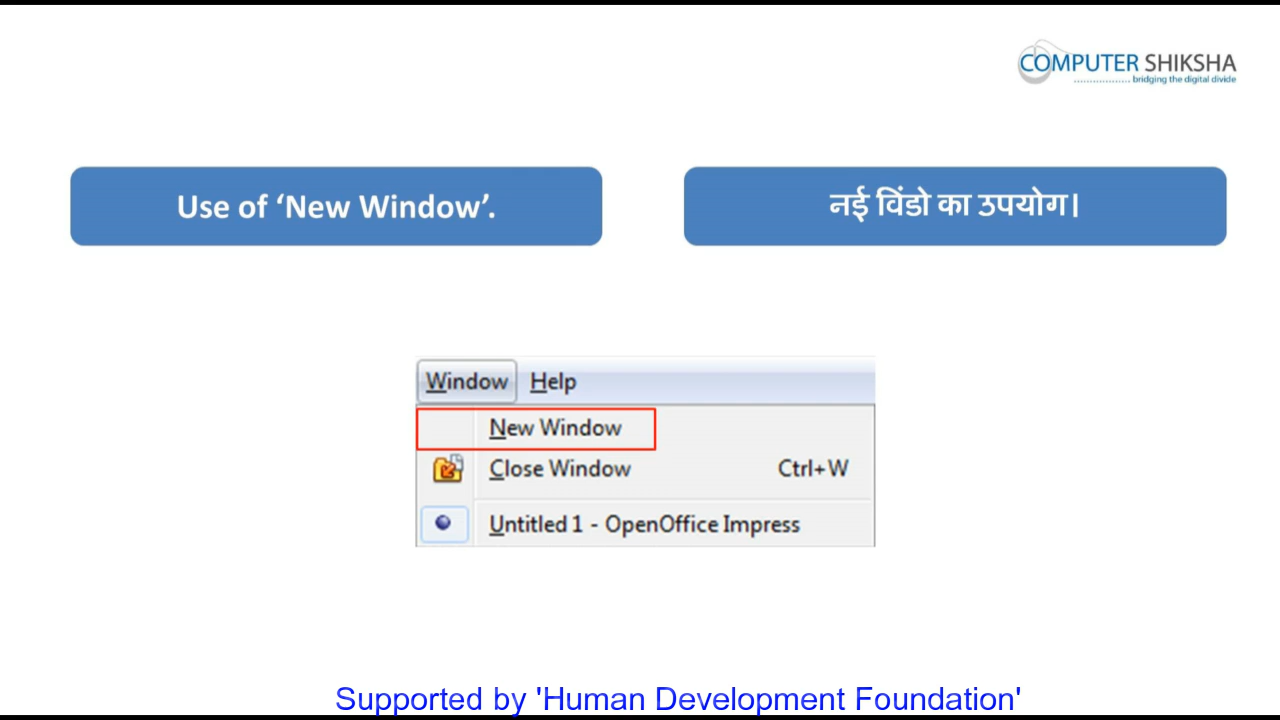 COMPUTER SHIKSHA
bridging the digital divide
Use of ‘New Window’.
नई विंडो का उपयोग।
Window Help
New Window
Close Window Ctrl+W
Untitled 1 - OpenOffice Impress
Supported by 'Human Development Foundation'